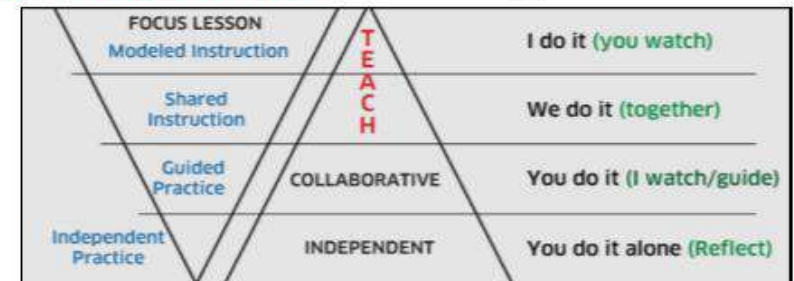 FOCUS LESSON
Modeled Instruction
T
E
A
C
H
I do it (you watch)
Shared
Instruction
We do it (together)
Guided
Practice
COLLABORATIVE
You do it (I watch/guide)
Independent
Practice
INDEPENDENT
You do it alone (Reflect)